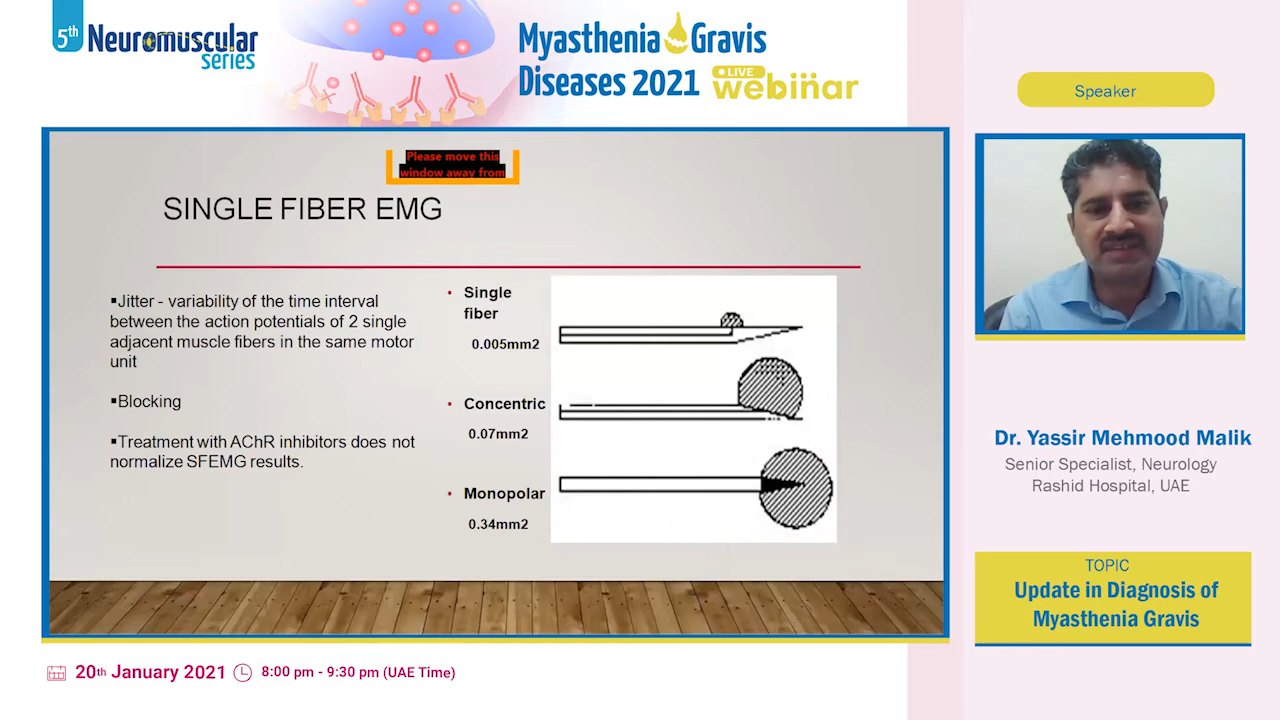 5th Neuromuscular
series
Myasthenia Gravis
Diseases 2021 LIVE webinar
Speaker
Please move this
window away from
SINGLE FIBER EMG
▪Jitter - variability of the time interval
between the action potentials of 2 single
adjacent muscle fibers in the same motor
unit
▪Blocking
▪Treatment with AChR inhibitors does not
normalize SFEMG results.
• Single
fiber
0.005mm2
• Concentric
0.07mm2
• Monopolar
0.34mm2
Dr. Yassir Mehmood Malik
Senior Specialist, Neurology
Rashid Hospital, UAE
TOPIC
Update in Diagnosis of
Myasthenia Gravis
20th January 2021 8:00 pm - 9:30 pm (UAE Time)